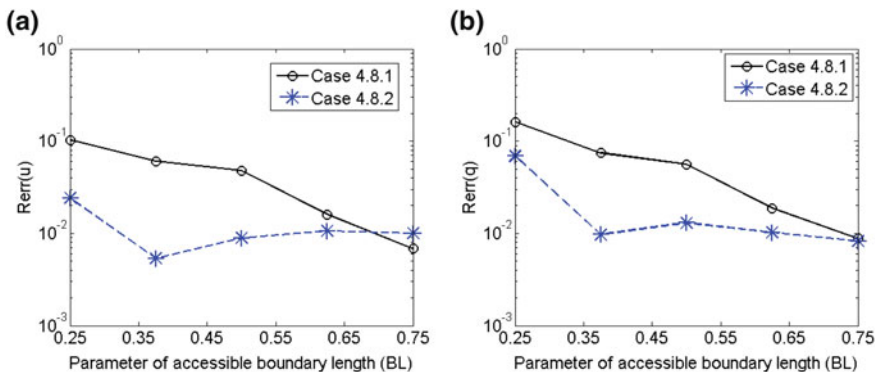 (a)
10^0
10^-1
10^-2
10^-3
Rerr(u)
Case 4.8.1
Case 4.8.2
0.25 0.35 0.45 0.55 0.65 0.75
Parameter of accessible boundary length (BL)
(b)
10^0
10^-1
10^-2
10^-3
Rerr(q)
Case 4.8.1
Case 4.8.2
0.25 0.35 0.45 0.55 0.65 0.75
Parameter of accessible boundary length (BL)